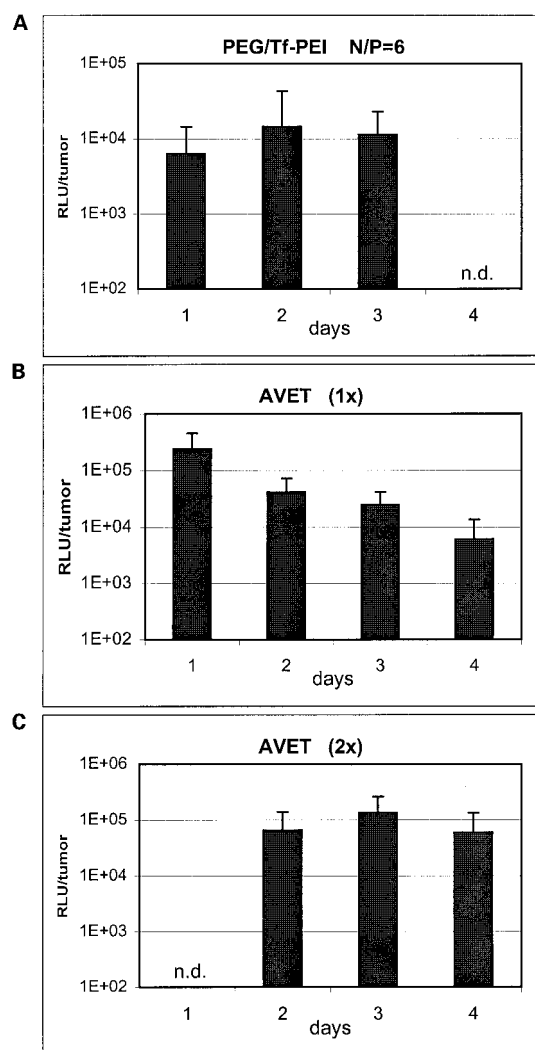 A
PEG/Tf-PEI N/P=6
RLU/tumor
1E+05
1E+04
1E+03
1E+02
n.d.
1 2 3 4
days
B
AVET (1x)
RLU/tumor
1E+06
1E+05
1E+04
1E+03
1E+02
1 2 3 4
days
C
AVET (2x)
RLU/tumor
1E+06
1E+05
1E+04
1E+03
1E+02
n.d.
1 2 3 4
days